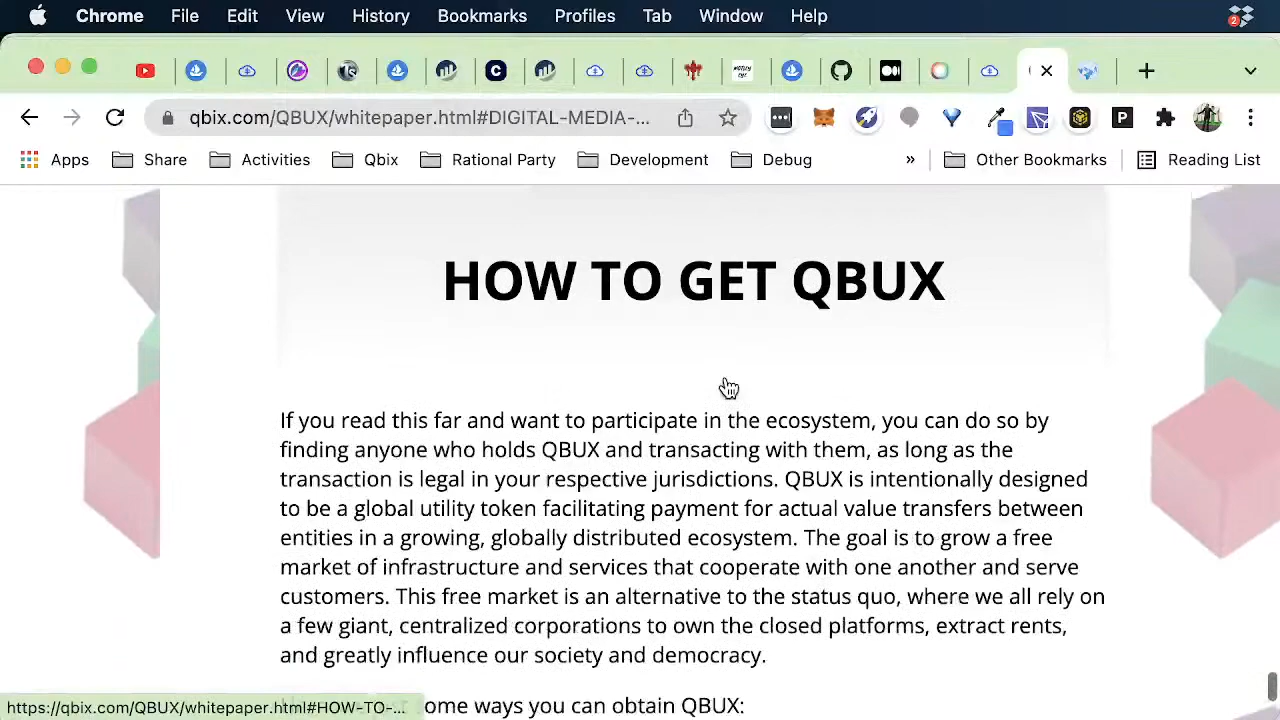 Chrome File Edit View History Bookmarks Profiles Tab Window Help
2
qbix.com/QBUX/whitepaper.html#DIGITAL-MEDIA-...
Apps Share Activities Qbix Rational Party Development Debug » Other Bookmarks Reading List
HOW TO GET QBUX
If you read this far and want to participate in the ecosystem, you can do so by
finding anyone who holds QBUX and transacting with them, as long as the
transaction is legal in your respective jurisdictions. QBUX is intentionally designed
to be a global utility token facilitating payment for actual value transfers between
entities in a growing, globally distributed ecosystem. The goal is to grow a free
market of infrastructure and services that cooperate with one another and serve
customers. This free market is an alternative to the status quo, where we all rely on
a few giant, centralized corporations to own the closed platforms, extract rents,
and greatly influence our society and democracy.
https://qbix.com/QBUX/whitepaper.html#HOW-TO-...
ome ways you can obtain QBUX: